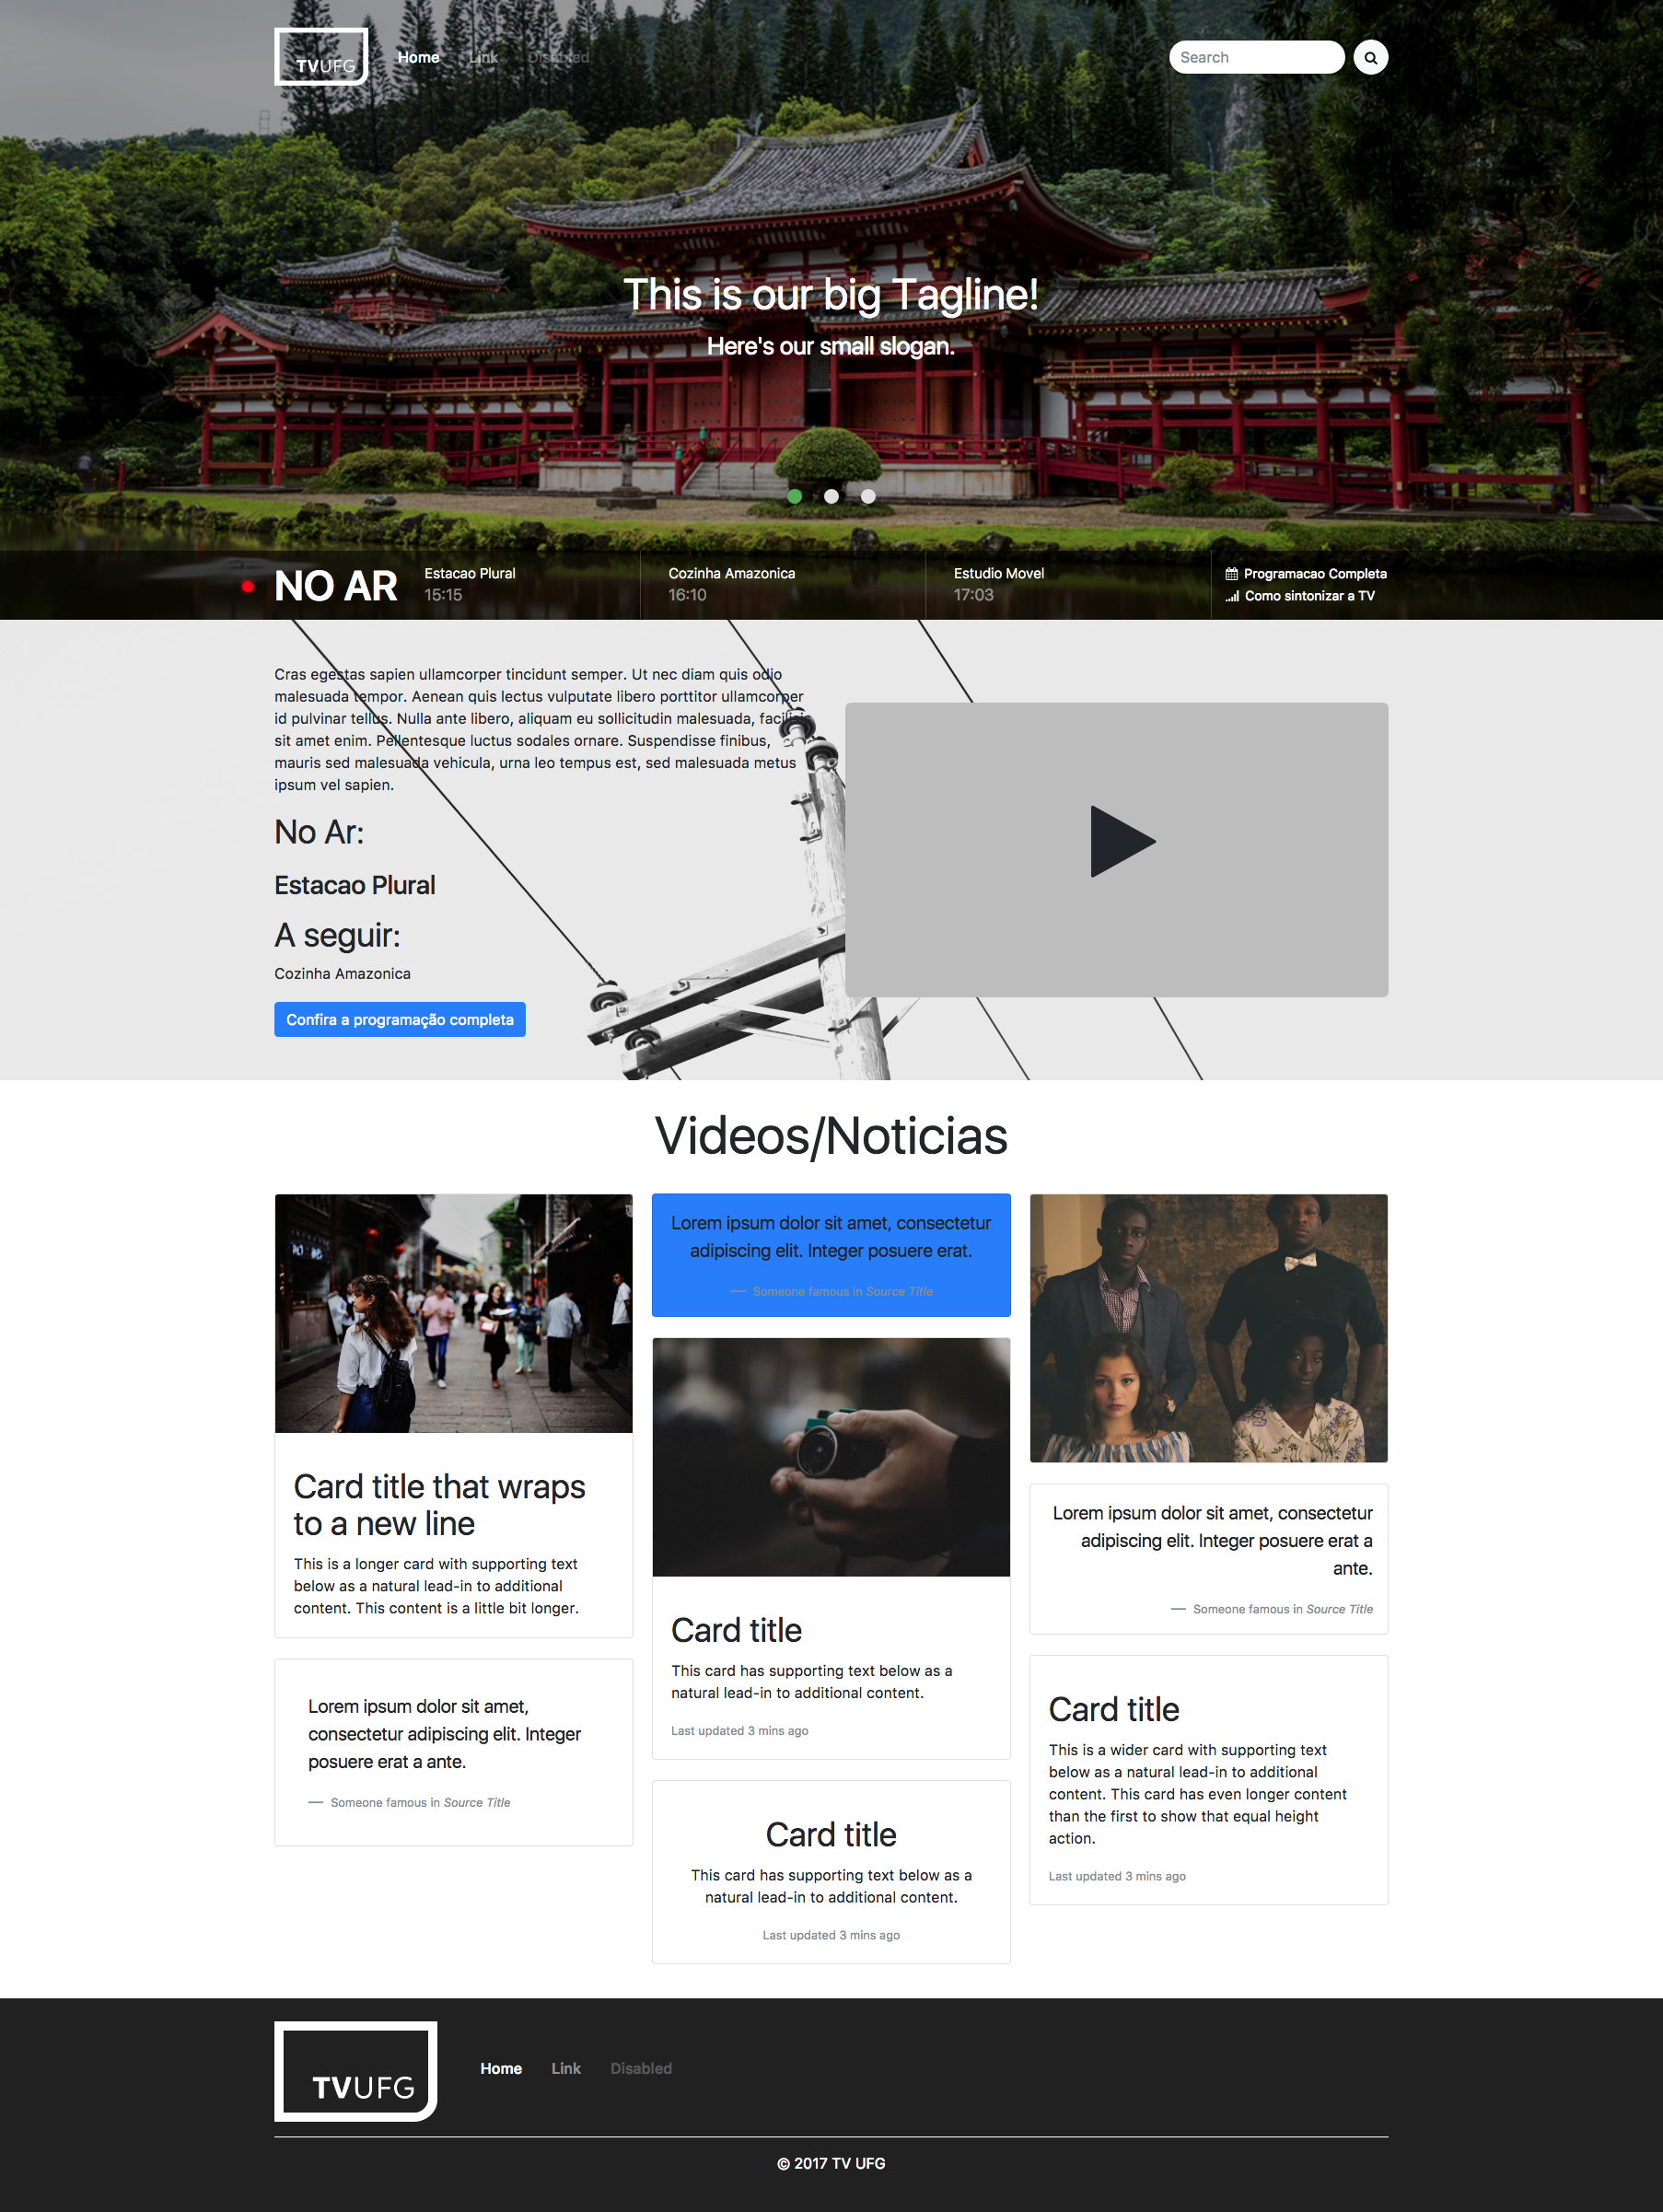 TVUFG
Home Link Disabled
Search
This is our big Tagline!
Here's our small slogan.
NO AR
Estacao Plural
15:15
Cozinha Amazonica
16:10
Estudio Movel
17:03
Programacao Completa
Como sintonizar a TV
Cras egestas sapien ullamcorper tincidunt semper. Ut nec diam quis odio
malesuada tempor. Aenean quis lectus vulputate libero porttitor ullamcorper
id pulvinar tellus. Nulla ante libero, aliquam eu sollicitudin malesuada, facilisis
sit amet enim. Pellentesque luctus sodales ornare. Suspendisse finibus,
mauris sed malesuada vehicula, urna leo tempus est, sed malesuada metus
ipsum vel sapien.
No Ar:
Estacao Plural
A seguir:
Cozinha Amazonica
Confira a programação completa
Videos/Noticias
Card title that wraps
to a new line
This is a longer card with supporting text
below as a natural lead-in to additional
content. This content is a little bit longer.
Lorem ipsum dolor sit amet,
consectetur adipiscing elit. Integer
posuere erat a ante.
— Someone famous in Source Title
Lorem ipsum dolor sit amet, consectetur
adipiscing elit. Integer posuere erat.
— Someone famous in Source Title
Card title
This card has supporting text below as a
natural lead-in to additional content.
Last updated 3 mins ago
Card title
This card has supporting text below as a
natural lead-in to additional content.
Last updated 3 mins ago
Lorem ipsum dolor sit amet, consectetur
adipiscing elit. Integer posuere erat a
ante.
— Someone famous in Source Title
Card title
This is a wider card with supporting text
below as a natural lead-in to additional
content. This card has even longer content
than the first to show that equal height
action.
Last updated 3 mins ago
TVUFG
Home Link Disabled
© 2017 TV UFG